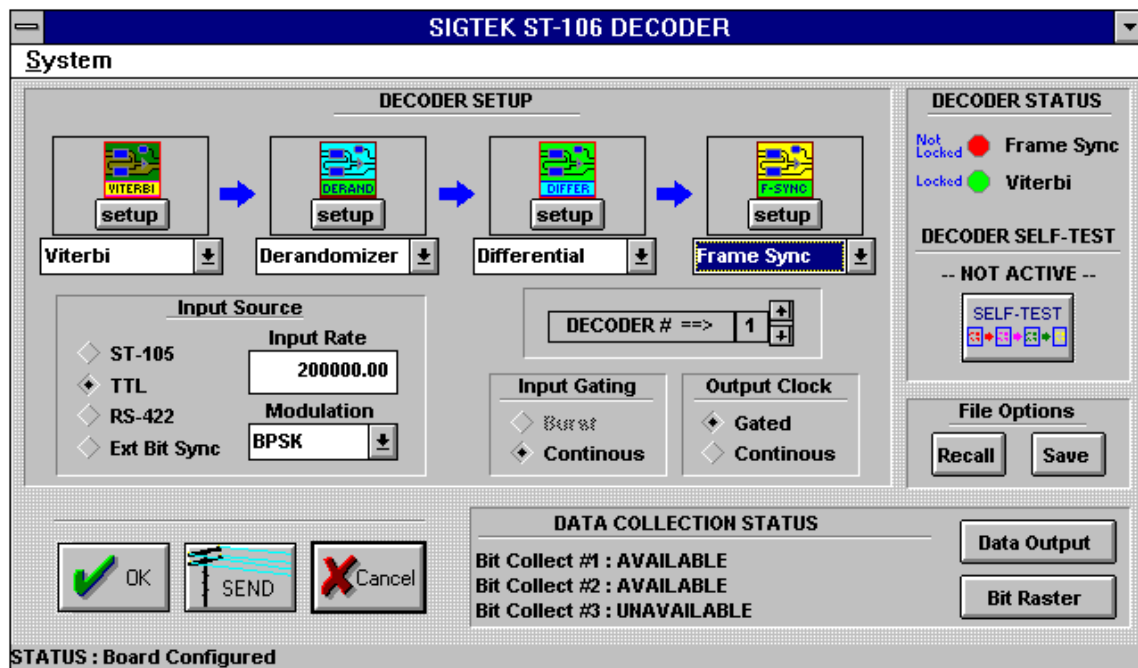 SIGTEK ST-106 DECODER
System
DECODER SETUP
VITERBI
setup
Viterbi
DERAND
setup
Derandomizer
DIFFER
setup
Differential
F-SYNC
setup
Frame Sync
Input Source
ST-105
TTL
RS-422
Ext Bit Sync
Input Rate
200000.00
Modulation
BPSK
DECODER # ==> 1
Input Gating
Burst
Continous
Output Clock
Gated
Continous
DECODER STATUS
Not Locked Frame Sync
Locked Viterbi
DECODER SELF-TEST
-- NOT ACTIVE --
SELF-TEST
File Options
Recall Save
OK
SEND
Cancel
DATA COLLECTION STATUS
Bit Collect #1 : AVAILABLE
Bit Collect #2 : AVAILABLE
Bit Collect #3 : UNAVAILABLE
Data Output
Bit Raster
STATUS : Board Configured